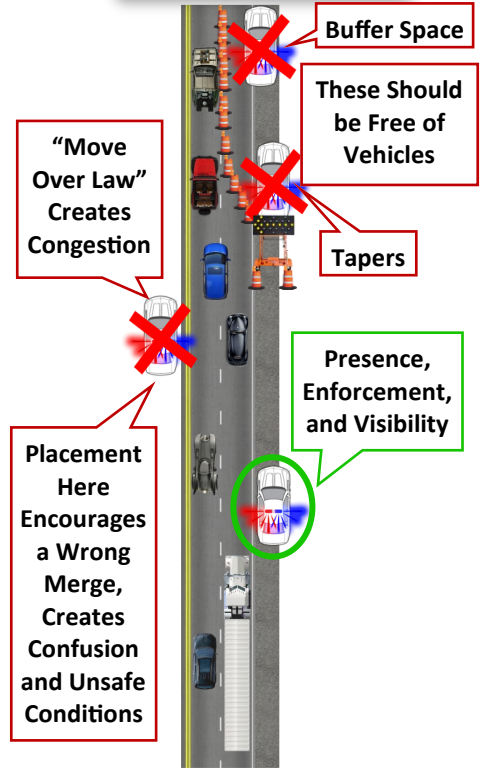 Buffer Space
These Should
be Free of
Vehicles
“Move
Over Law”
Creates
Congestion
Tapers
Presence,
Enforcement,
and Visibility
Placement
Here
Encourages
a Wrong
Merge,
Creates
Confusion
and Unsafe
Conditions